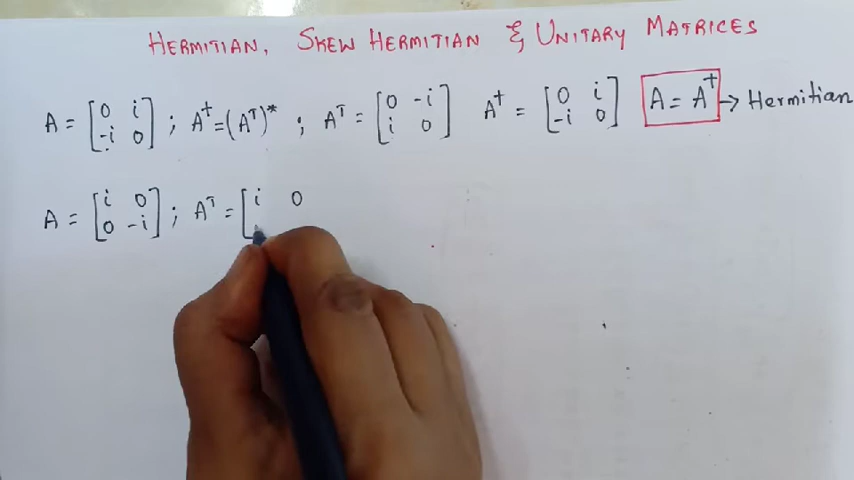 HERMITIAN, SKEW HERMITIAN & UNITARY MATRICES
A = [0 i; -i 0] ; A† = (Aᵀ)* ; Aᵀ = [0 -i; i 0] A† = [0 i; -i 0] A = A† → Hermitian
A = [i 0; 0 -i] ; Aᵀ = [i 0